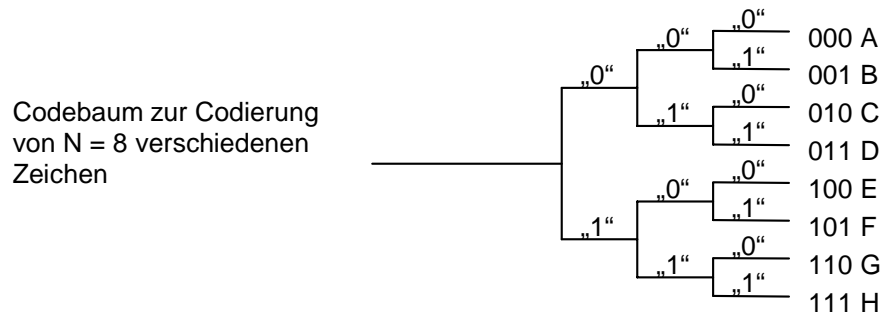 Codebaum zur Codierung
von N = 8 verschiedenen
Zeichen
„0“
„0“
„0“
000 A
„1“
001 B
„1“
„0“
010 C
„1“
011 D
„1“
„0“
„0“
100 E
„1“
101 F
„1“
„0“
110 G
„1“
111 H